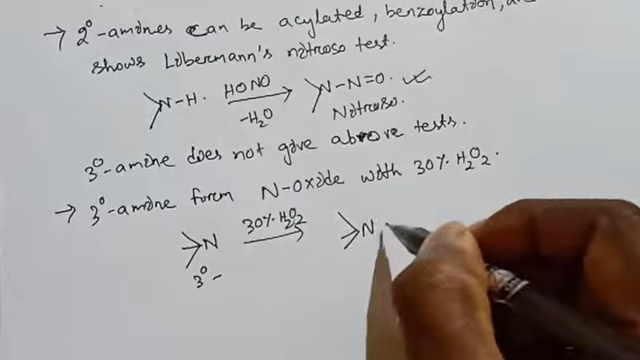 → 2°-amines can be acylated, benzoylation,
shows Libermann's nitroso test.
N-H. HONO -H2O N-N=O. ✓
Nitroso.
3°-amine does not give above tests.
→ 3°-amine form N-Oxide with 30% H2O2.
N 30% H2O2 N
3°-